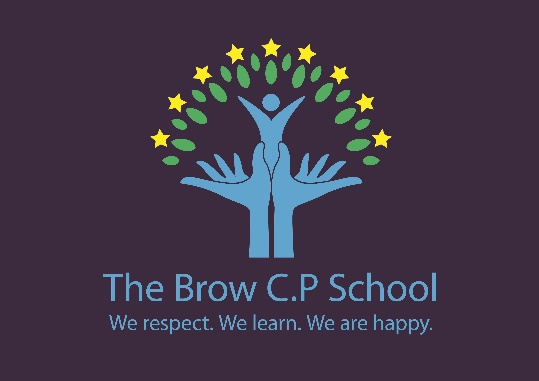 The Brow C.P School
We respect. We learn. We are happy.